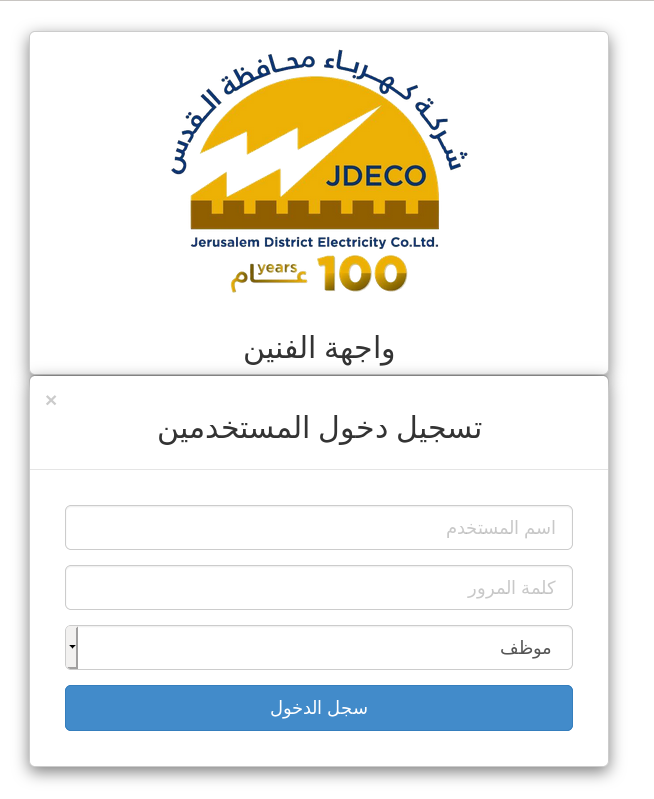 شركة كهرباء محافظة القدس
JDECO
Jerusalem District Electricity Co.Ltd.
100 years عام
واجهة الفنين
×
تسجيل دخول المستخدمين
اسم المستخدم
كلمة المرور
موظف
سجل الدخول